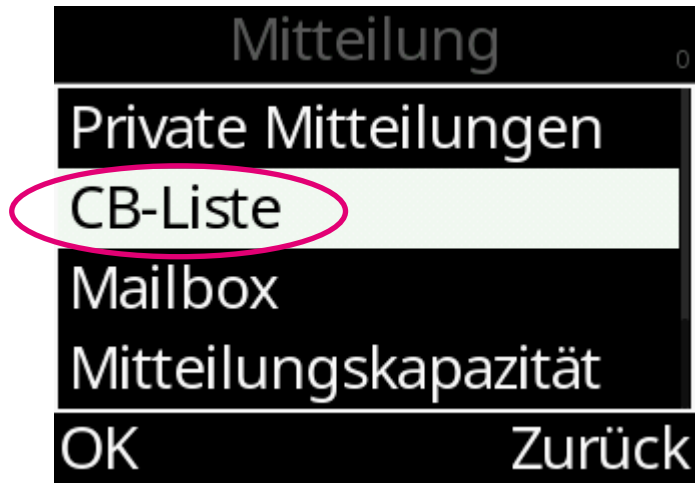 Mitteilung
0
Private Mitteilungen
CB-Liste
Mailbox
Mitteilungskapazität
OK Zurück